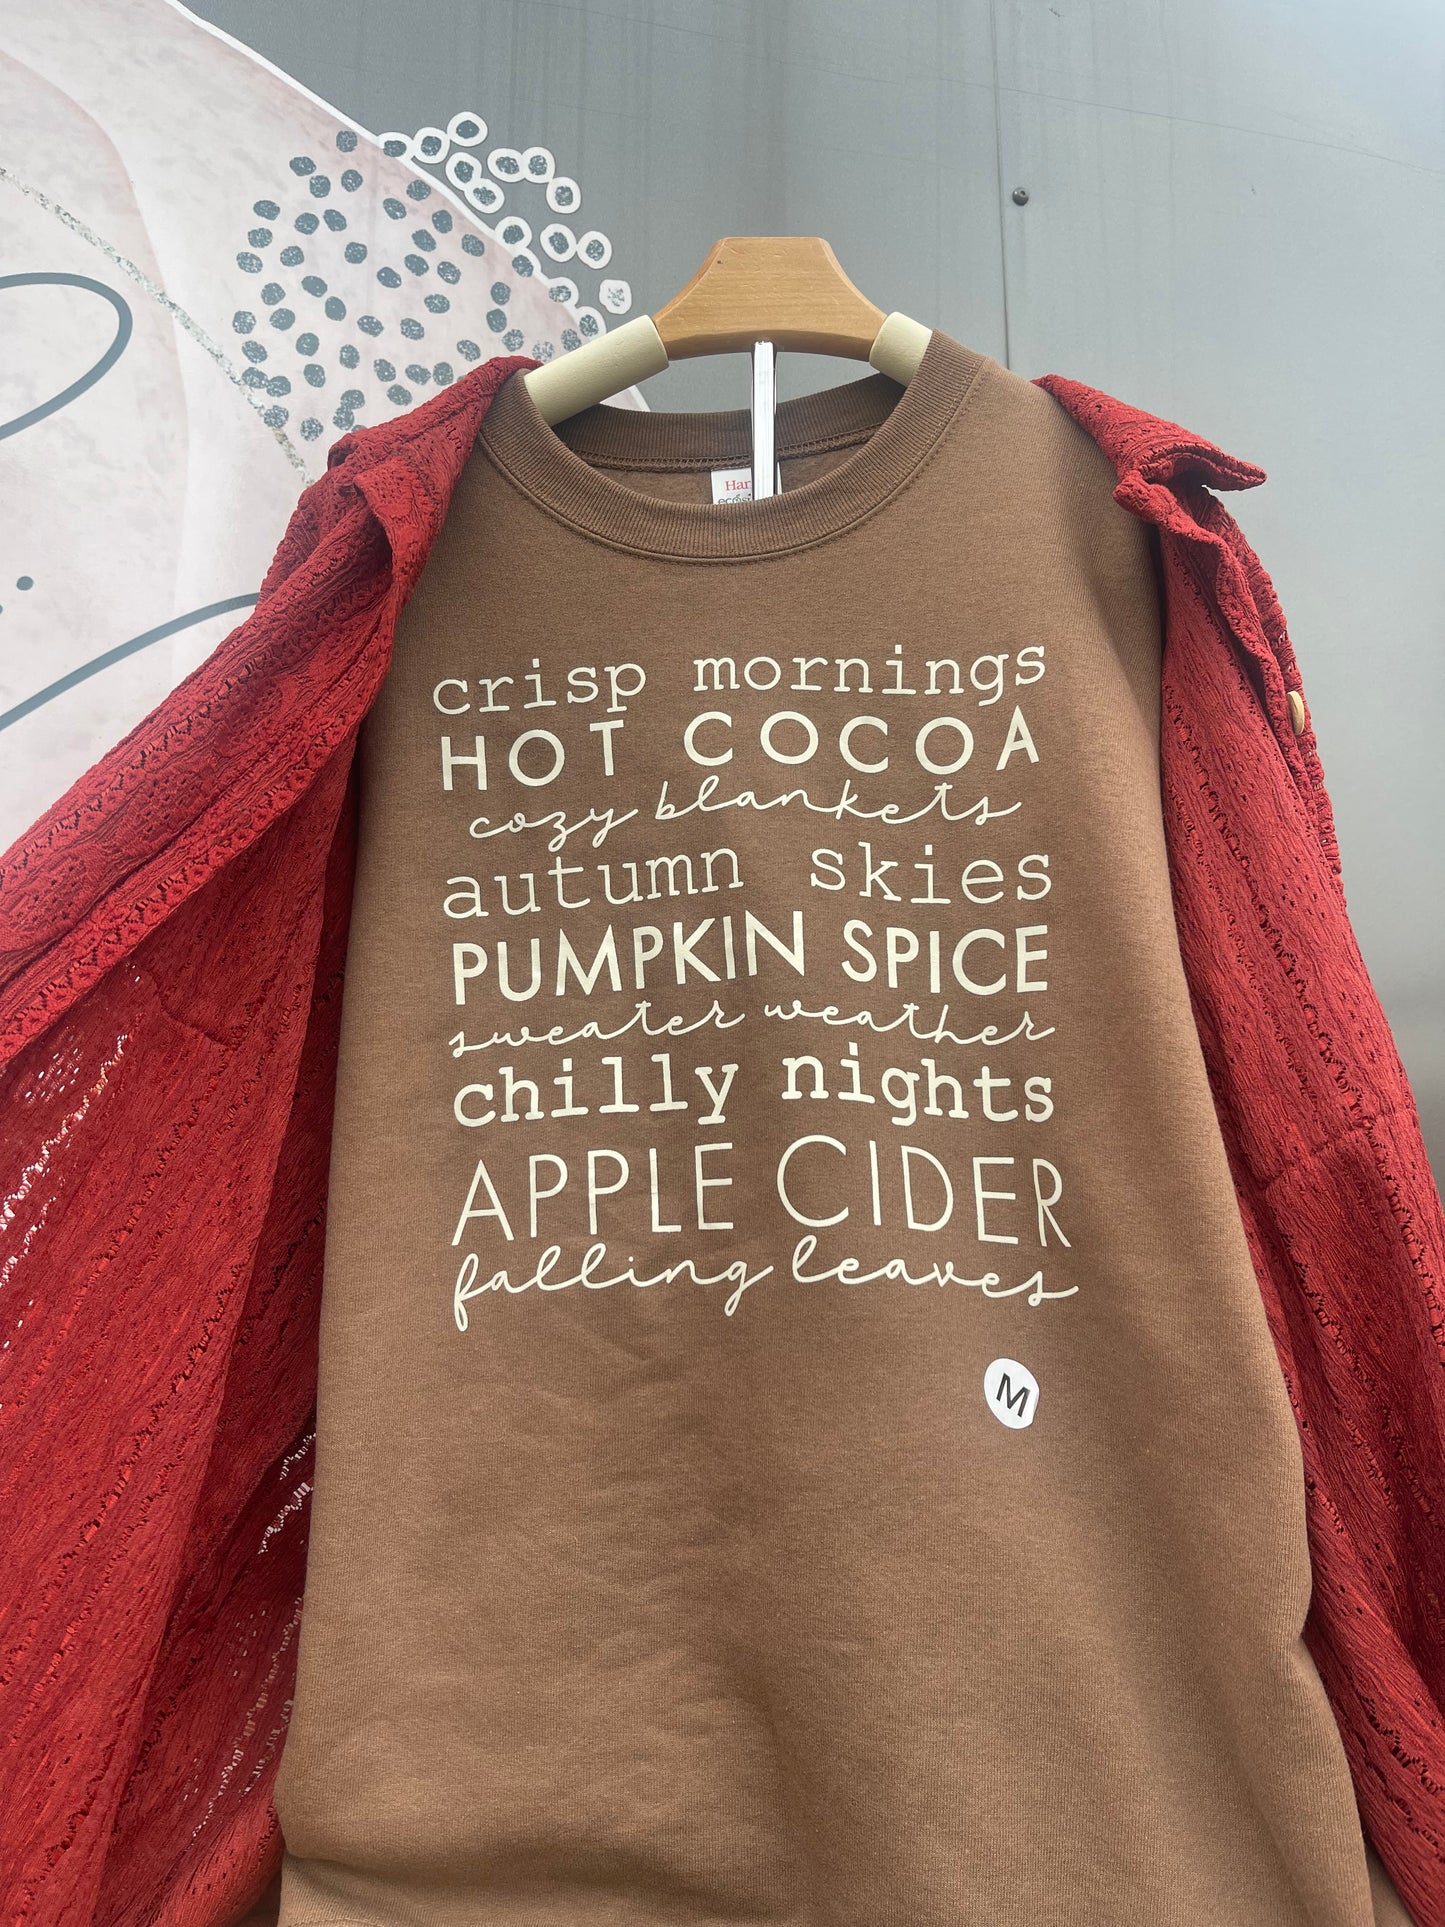 crisp mornings
HOT COCOA
cozy blankets
autumn skies
PUMPKIN SPICE
sweater weather
chilly nights
APPLE CIDER
falling leaves
M